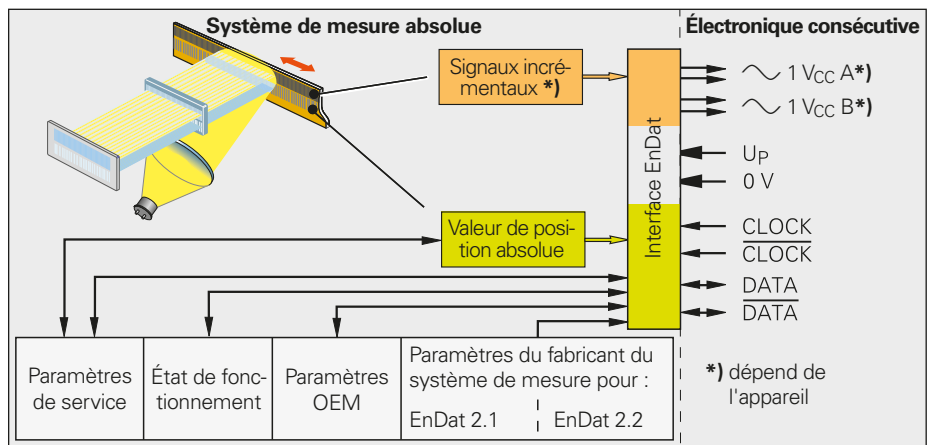 Système de mesure absolue
Électronique consécutive
Signaux incré-
mentaux *)
1 VCC A*)
1 VCC B*)
UP
0 V
Interface EnDat
Valeur de posi-
tion absolue
CLOCK
CLOCK
DATA
DATA
Paramètres
de service
État de fonc-
tionnement
Paramètres
OEM
Paramètres du fabricant du
système de mesure pour :
EnDat 2.1
EnDat 2.2
*) dépend de
l'appareil